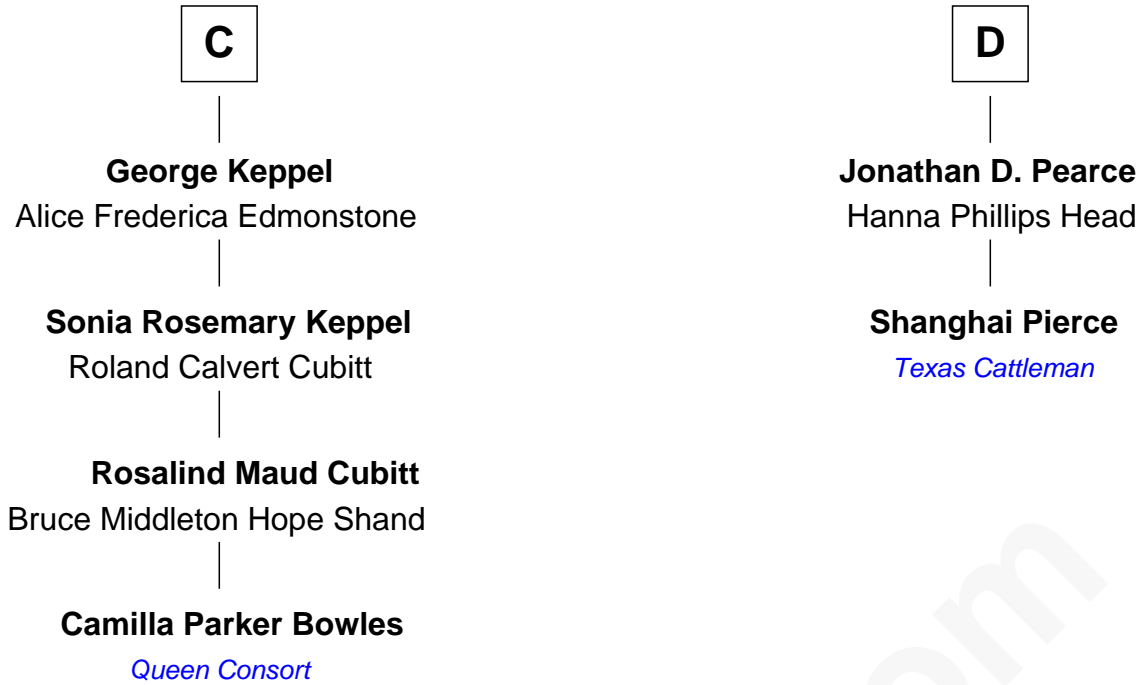 C
George Keppel
Alice Frederica Edmonstone
Sonia Rosemary Keppel
Roland Calvert Cubitt
Rosalind Maud Cubitt
Bruce Middleton Hope Shand
Camilla Parker Bowles
Queen Consort
D
Jonathan D. Pearce
Hanna Phillips Head
Shanghai Pierce
Texas Cattleman
om